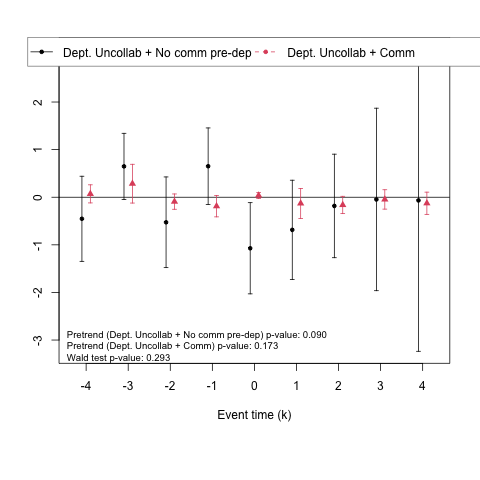 Dept. Uncollab + No comm pre-dep Dept. Uncollab + Comm
2
1
0
-1
-2
-3
Pretrend (Dept. Uncollab + No comm pre-dep) p-value: 0.090
Pretrend (Dept. Uncollab + Comm) p-value: 0.173
Wald test p-value: 0.293
-4 -3 -2 -1 0 1 2 3 4
Event time (k)